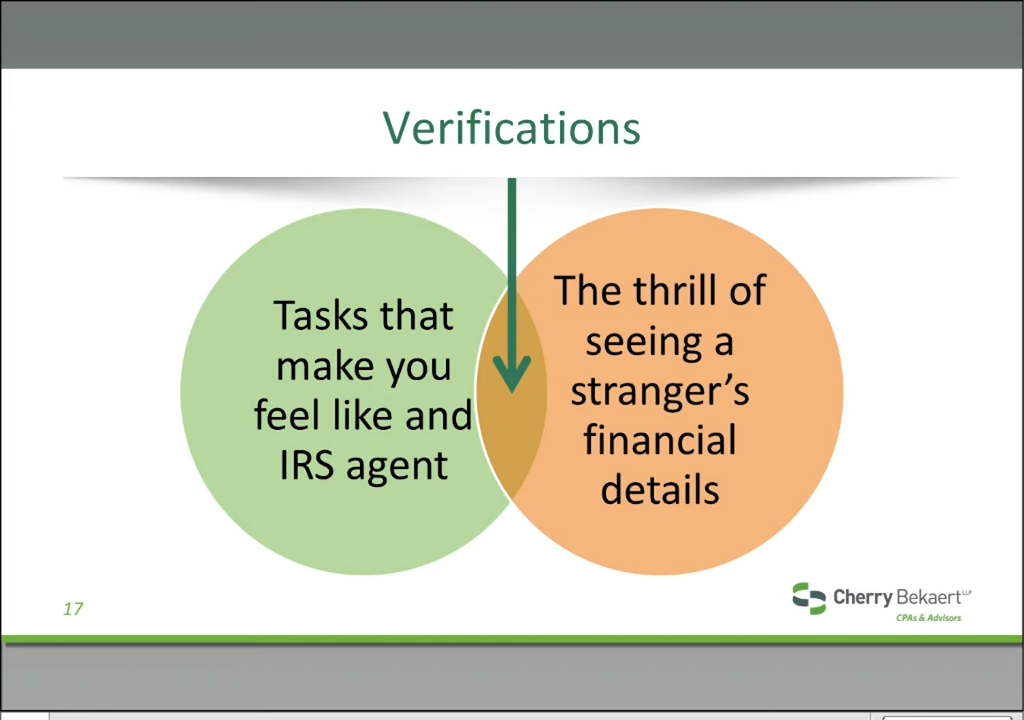 Verifications
Tasks that
make you
feel like and
IRS agent
The thrill of
seeing a
stranger's
financial
details
17
Cherry Bekaert LLP
CPAs & Advisors